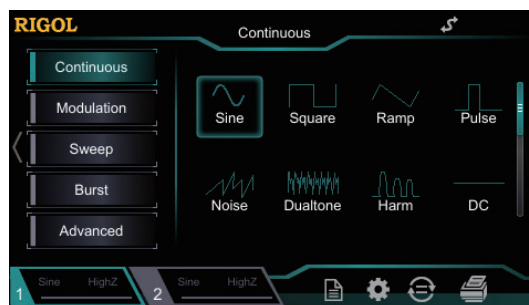 RIGOL
Continuous
Continuous
Modulation
Sweep
Burst
Advanced
Sine Square Ramp Pulse
Noise Dualtone Harm DC
1 Sine HighZ 2 Sine HighZ